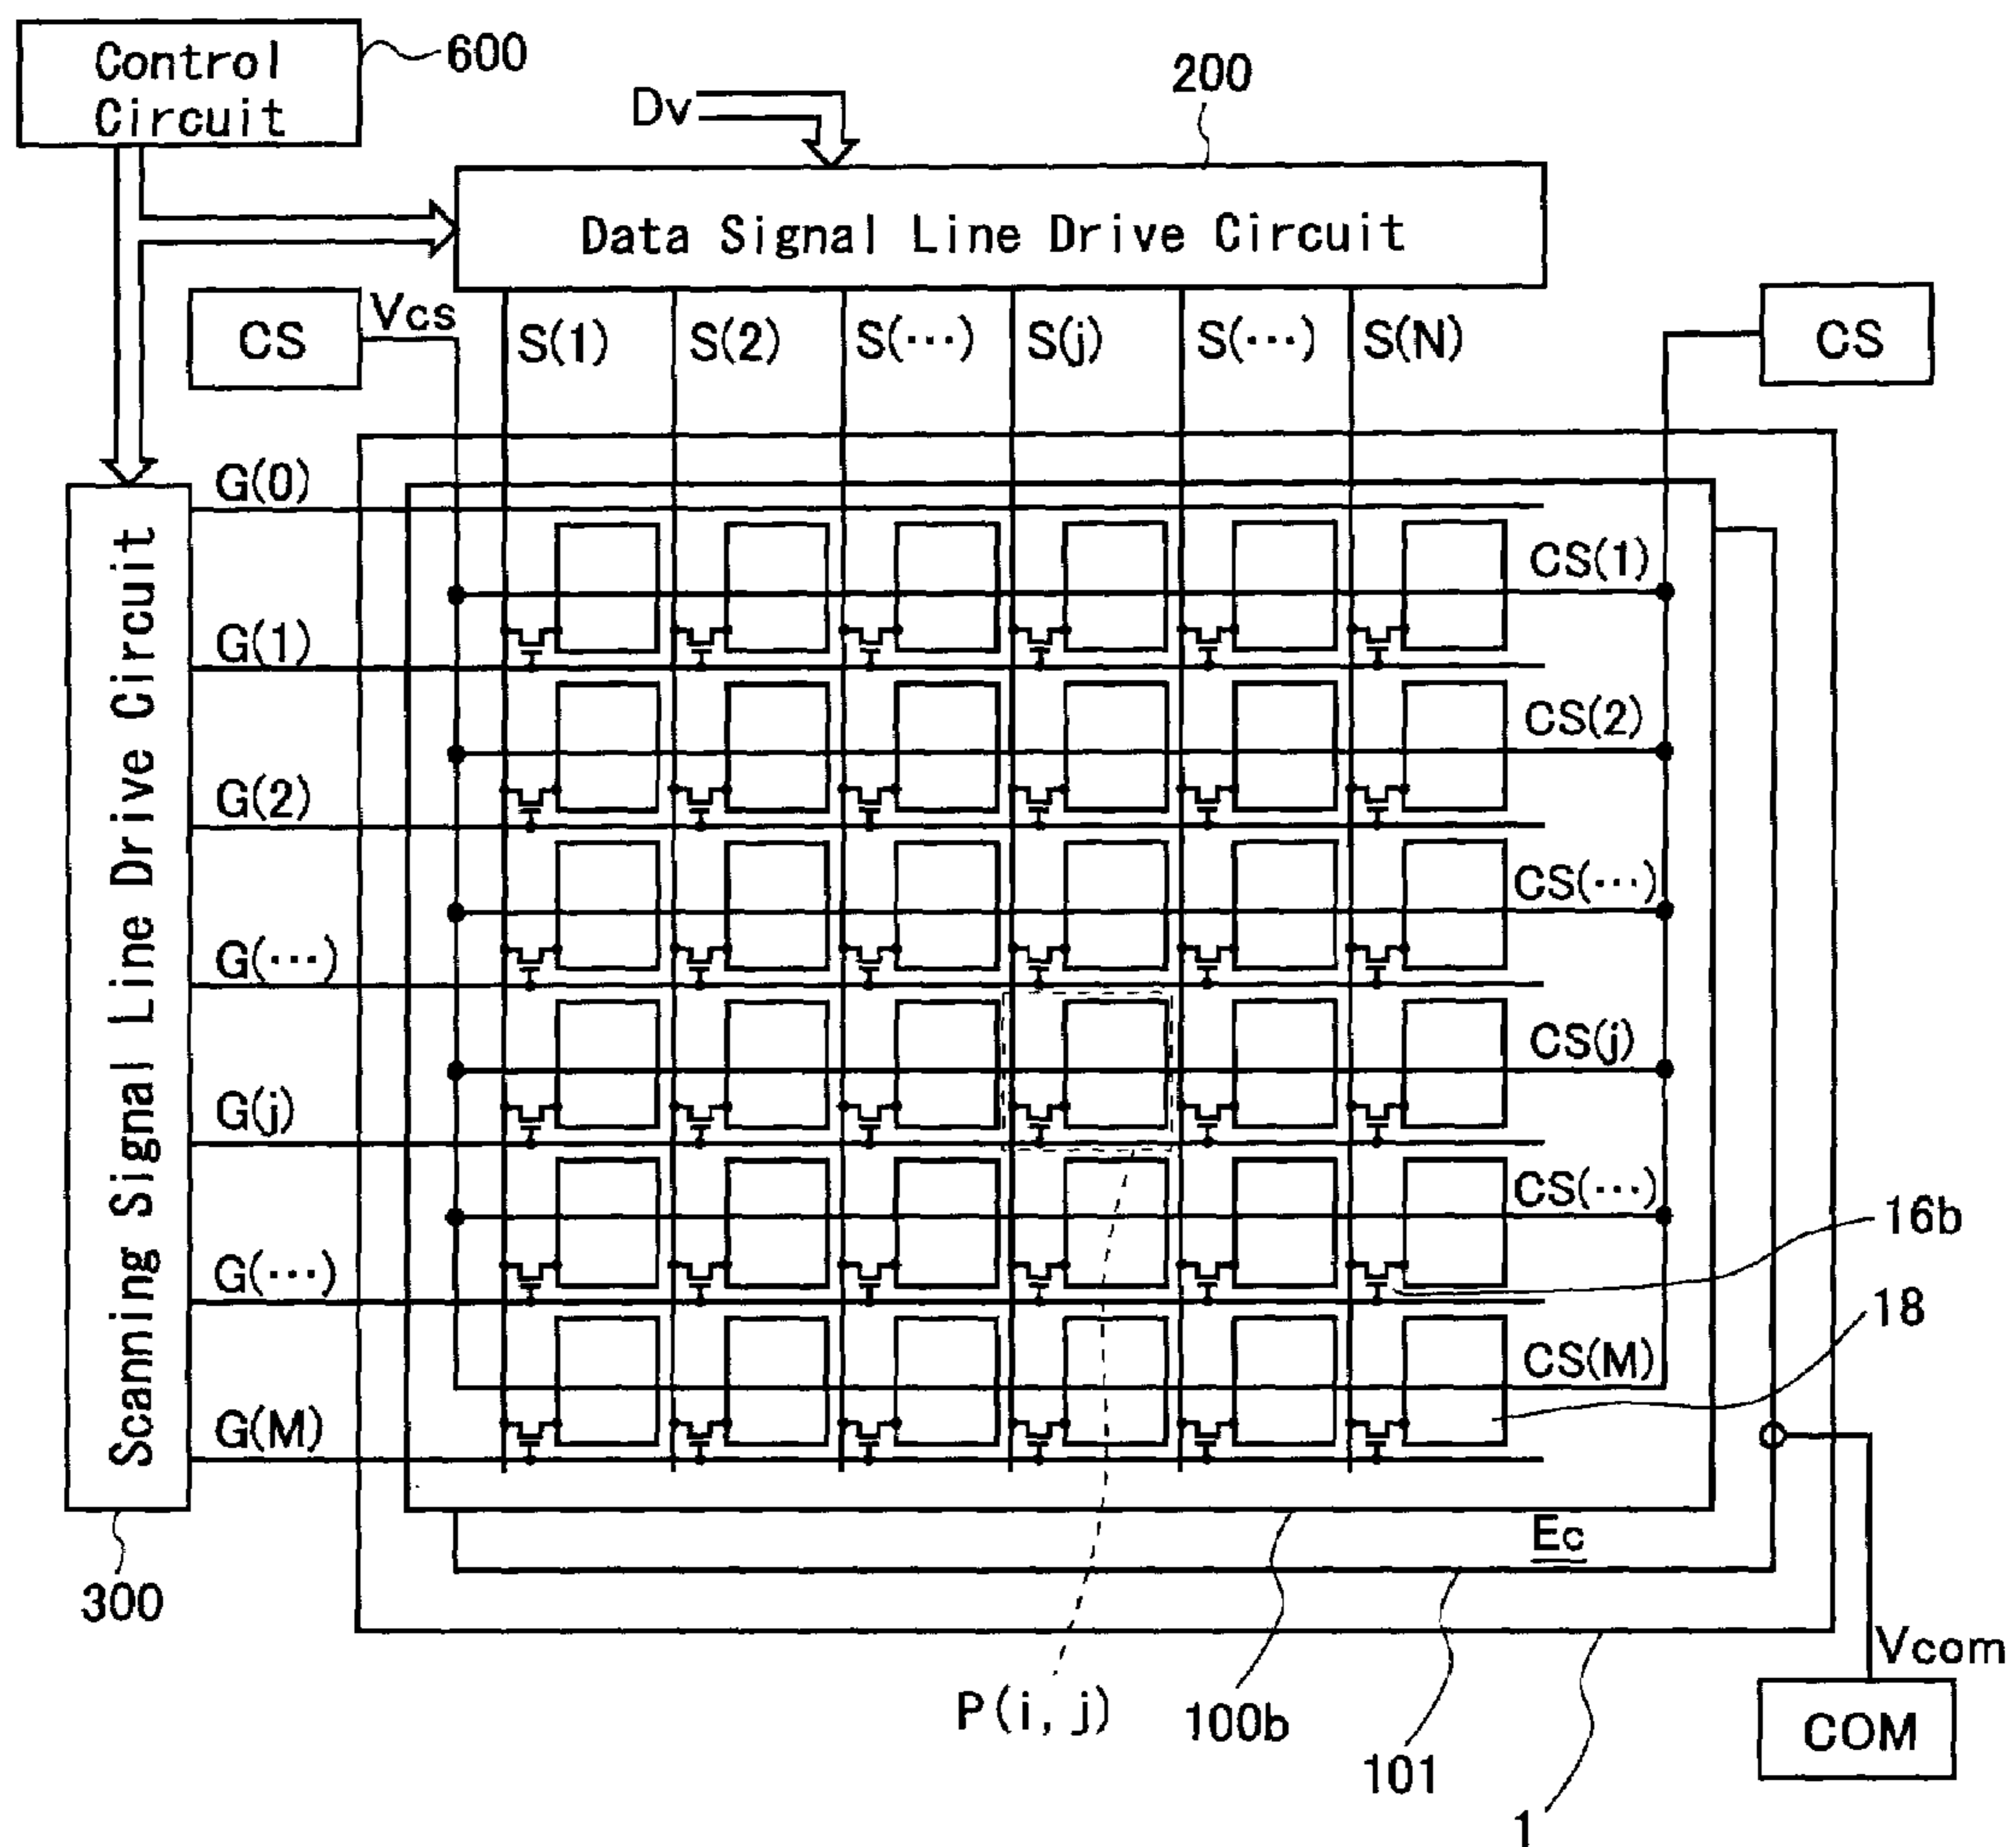 Control
Circuit
600
Dv
200
Data Signal Line Drive Circuit
CS
Vcs
S(1)
S(2)
S(···)
S(j)
S(···)
S(N)
CS
Scanning Signal Line Drive Circuit
G(0)
G(1)
G(2)
G(···)
G(j)
G(···)
G(M)
CS(1)
CS(2)
CS(···)
CS(j)
CS(···)
CS(M)
16b
18
300
Ec
Vcom
COM
P(i, j)
100b
101
1